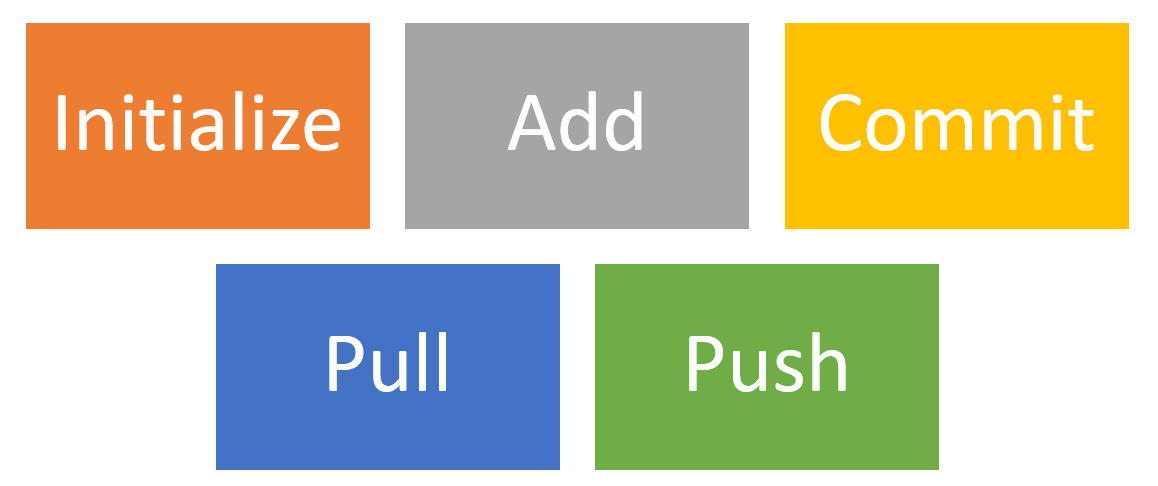 Initialize
Add
Commit
Pull
Push